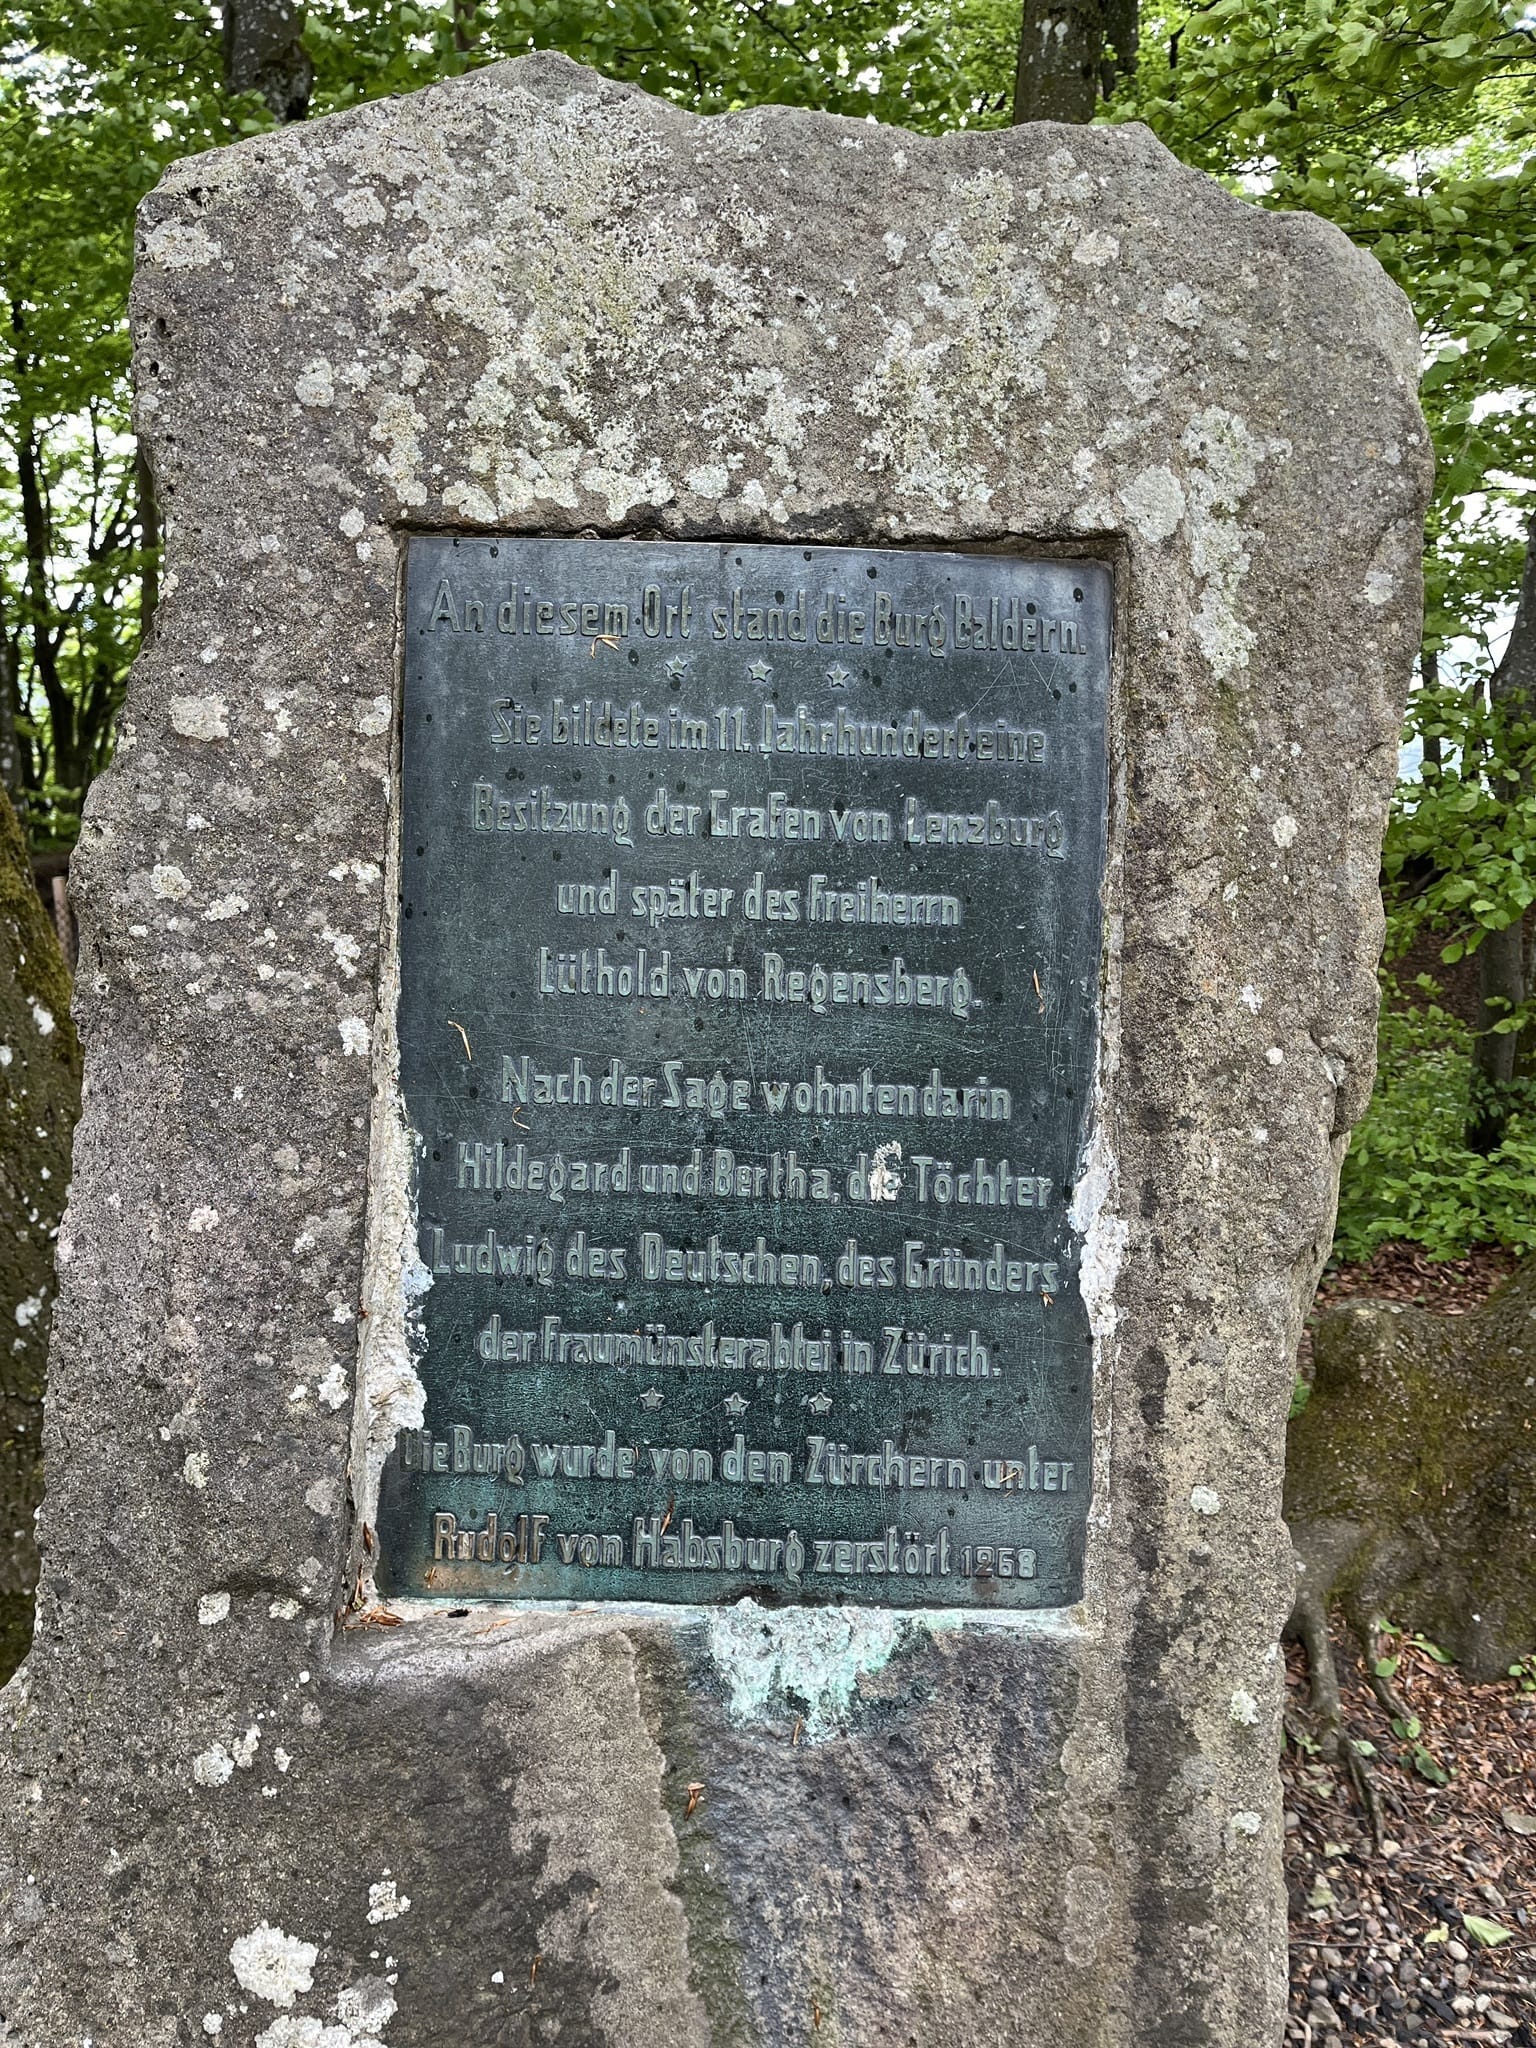 An diesem Ort stand die Burg Baldern.
Sie bildete im 11. Jahrhundert eine
Besitzung der Grafen von Lenzburg
und später des Freiherrn
Lüthold von Regensberg.
Nach der Sage wohnten darin
Hildegard und Bertha, die Töchter
Ludwig des Deutschen, des Gründers
der Fraumünsterabtei in Zürich.
Die Burg wurde von den Zürchern unter
Rudolf von Habsburg zerstört 1268